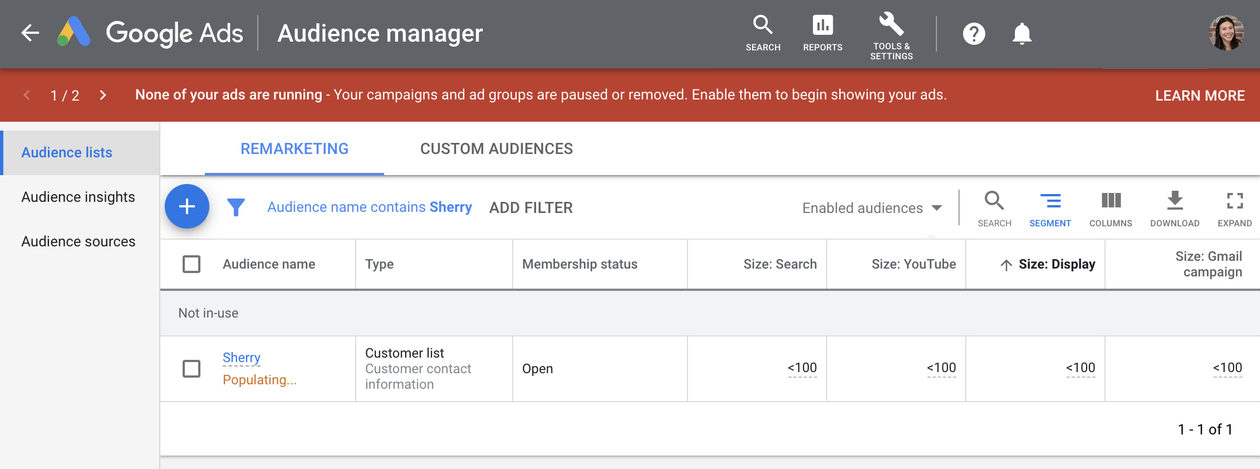 Google Ads
Audience manager
SEARCH
REPORTS
TOOLS &
SETTINGS
1 / 2
None of your ads are running - Your campaigns and ad groups are paused or removed. Enable them to begin showing your ads.
LEARN MORE
Audience lists
Audience insights
Audience sources
REMARKETING
CUSTOM AUDIENCES
Audience name contains Sherry
ADD FILTER
Enabled audiences
SEARCH
SEGMENT
COLUMNS
DOWNLOAD
EXPAND
Audience name
Type
Membership status
Size: Search
Size: YouTube
Size: Display
Size: Gmail
campaign
Not in-use
Sherry
Populating...
Customer list
Customer contact
information
Open
<100
<100
<100
<100
1 - 1 of 1